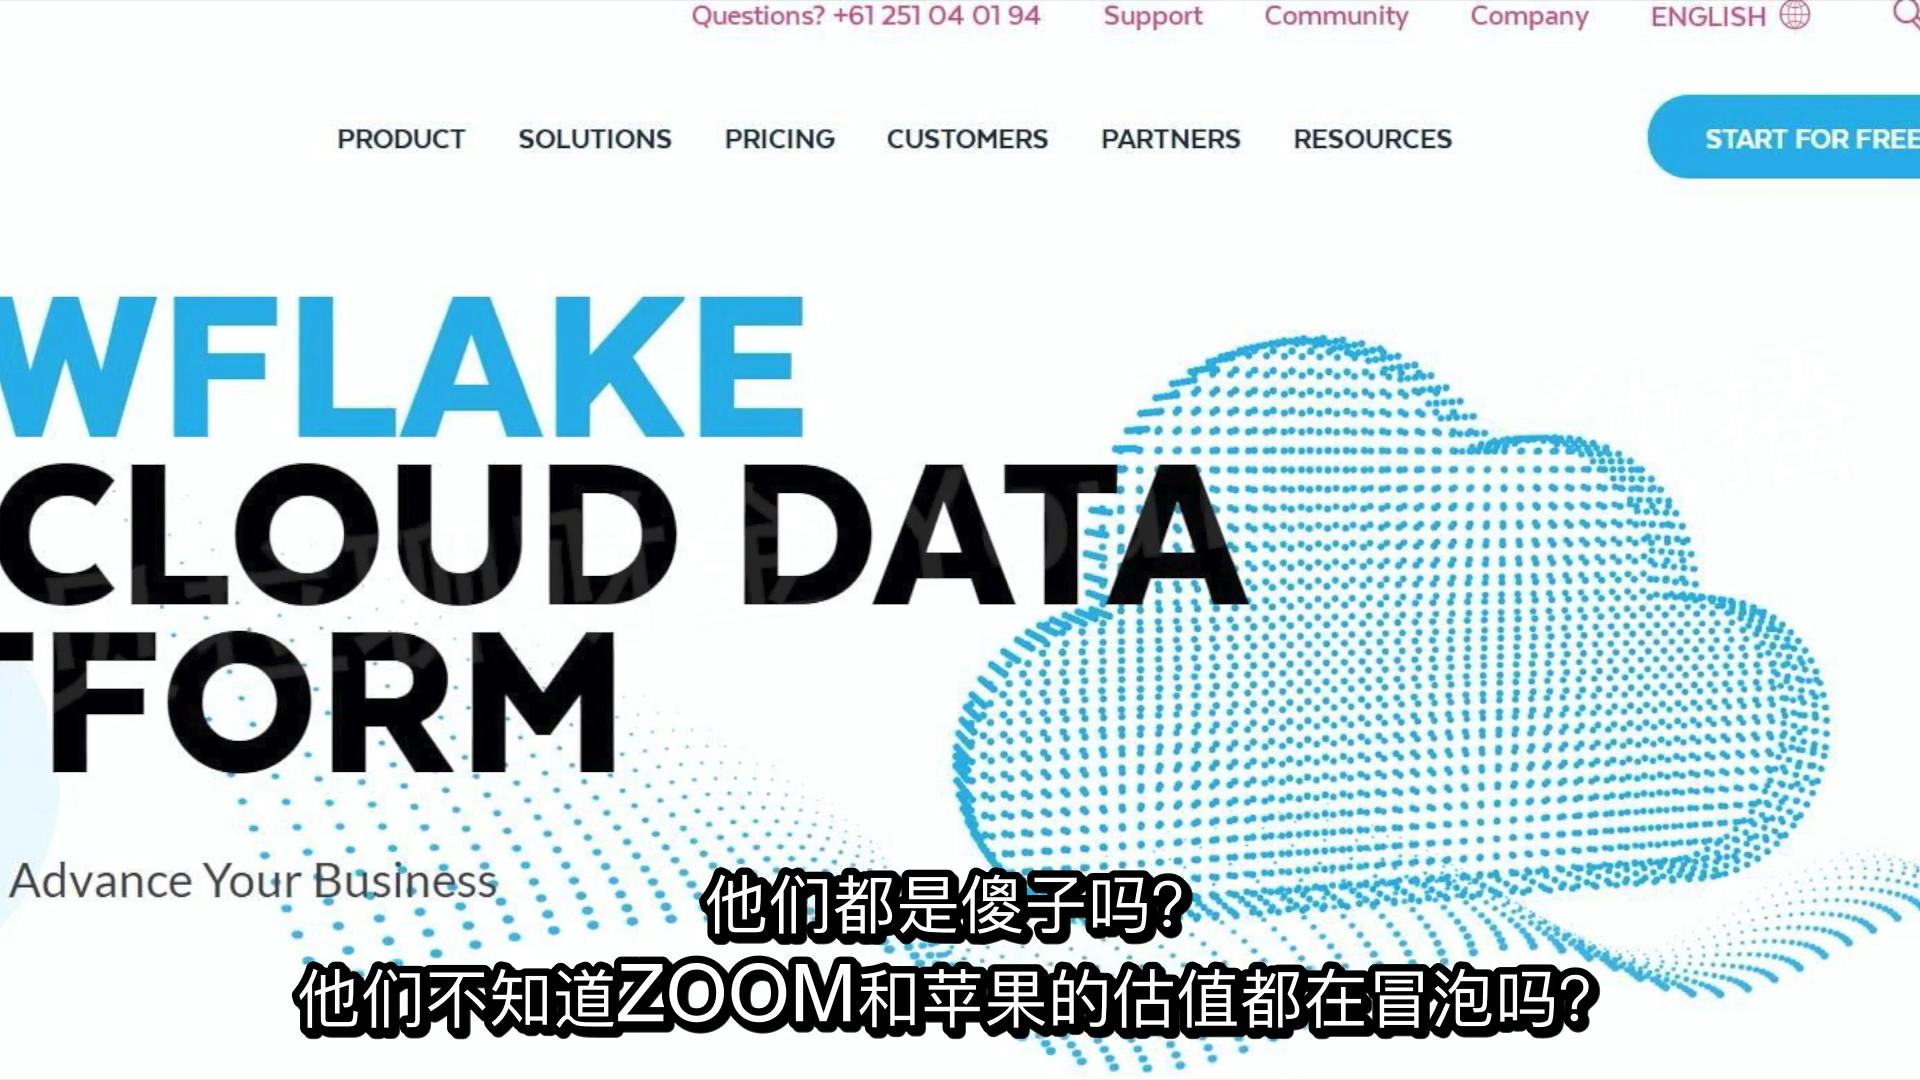 Questions? +61 251 04 01 94 Support Community Company ENGLISH
PRODUCT SOLUTIONS PRICING CUSTOMERS PARTNERS RESOURCES START FOR FREE
WFLAKE
CLOUD DATA
TFORM
Advance Your Business
他们都是傻子吗?
他们不知道ZOOM和苹果的估值都在冒泡吗?